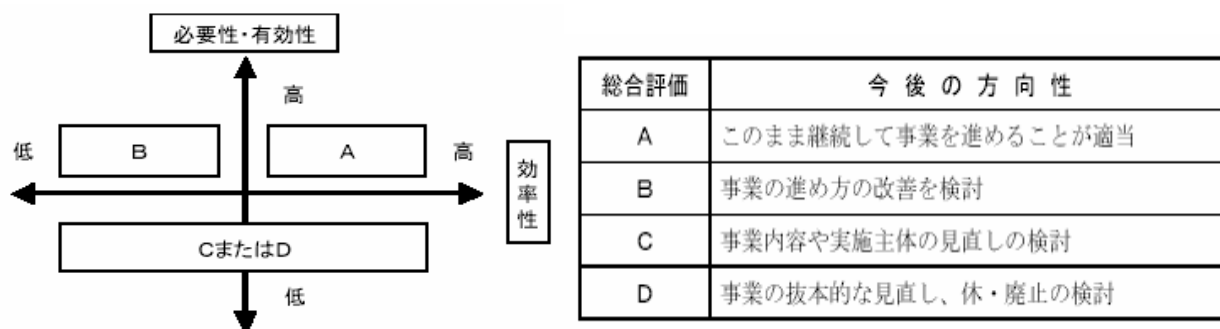 必要性・有効性
高
低
B
A
高
効率性
CまたはD
低
総合評価 今後の方向性
A このまま継続して事業を進めることが適当
B 事業の進め方の改善を検討
C 事業内容や実施主体の見直しの検討
D 事業の抜本的な見直し、休・廃止の検討